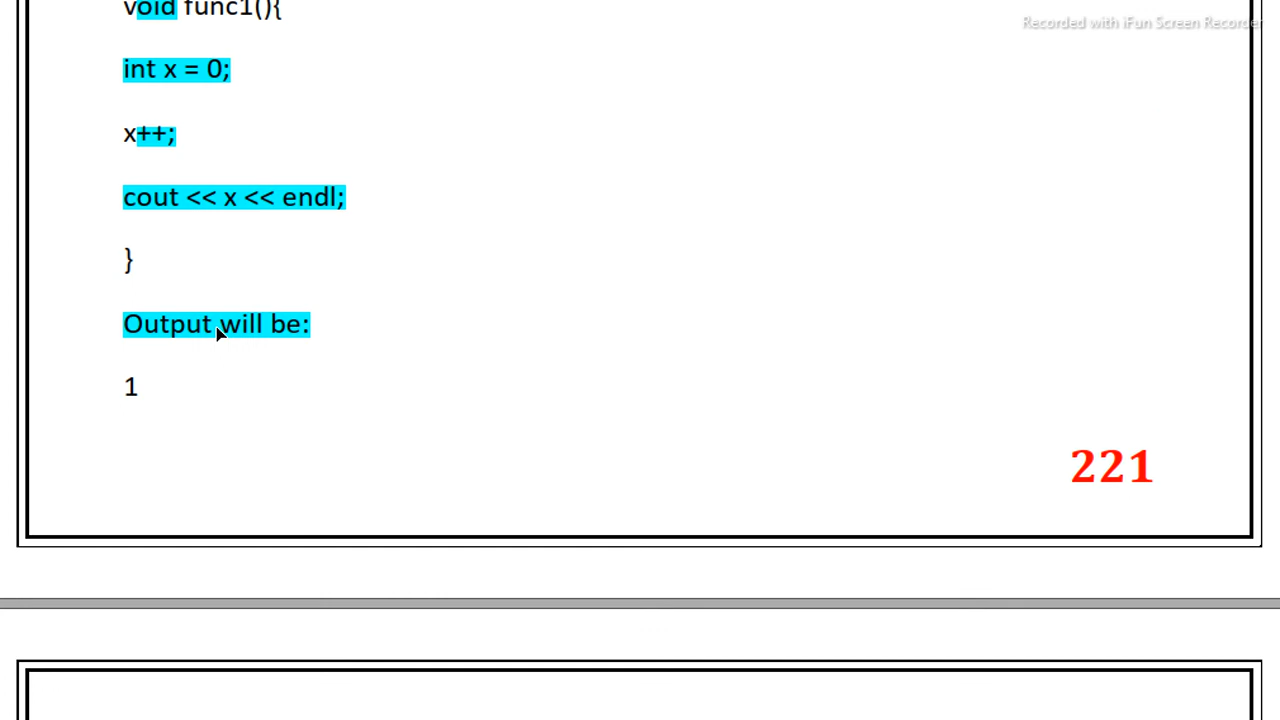 void func1(){
Recorded with iFun Screen Recorder
int x = 0;
x++;
cout << x << endl;
}
Output will be:
1
221